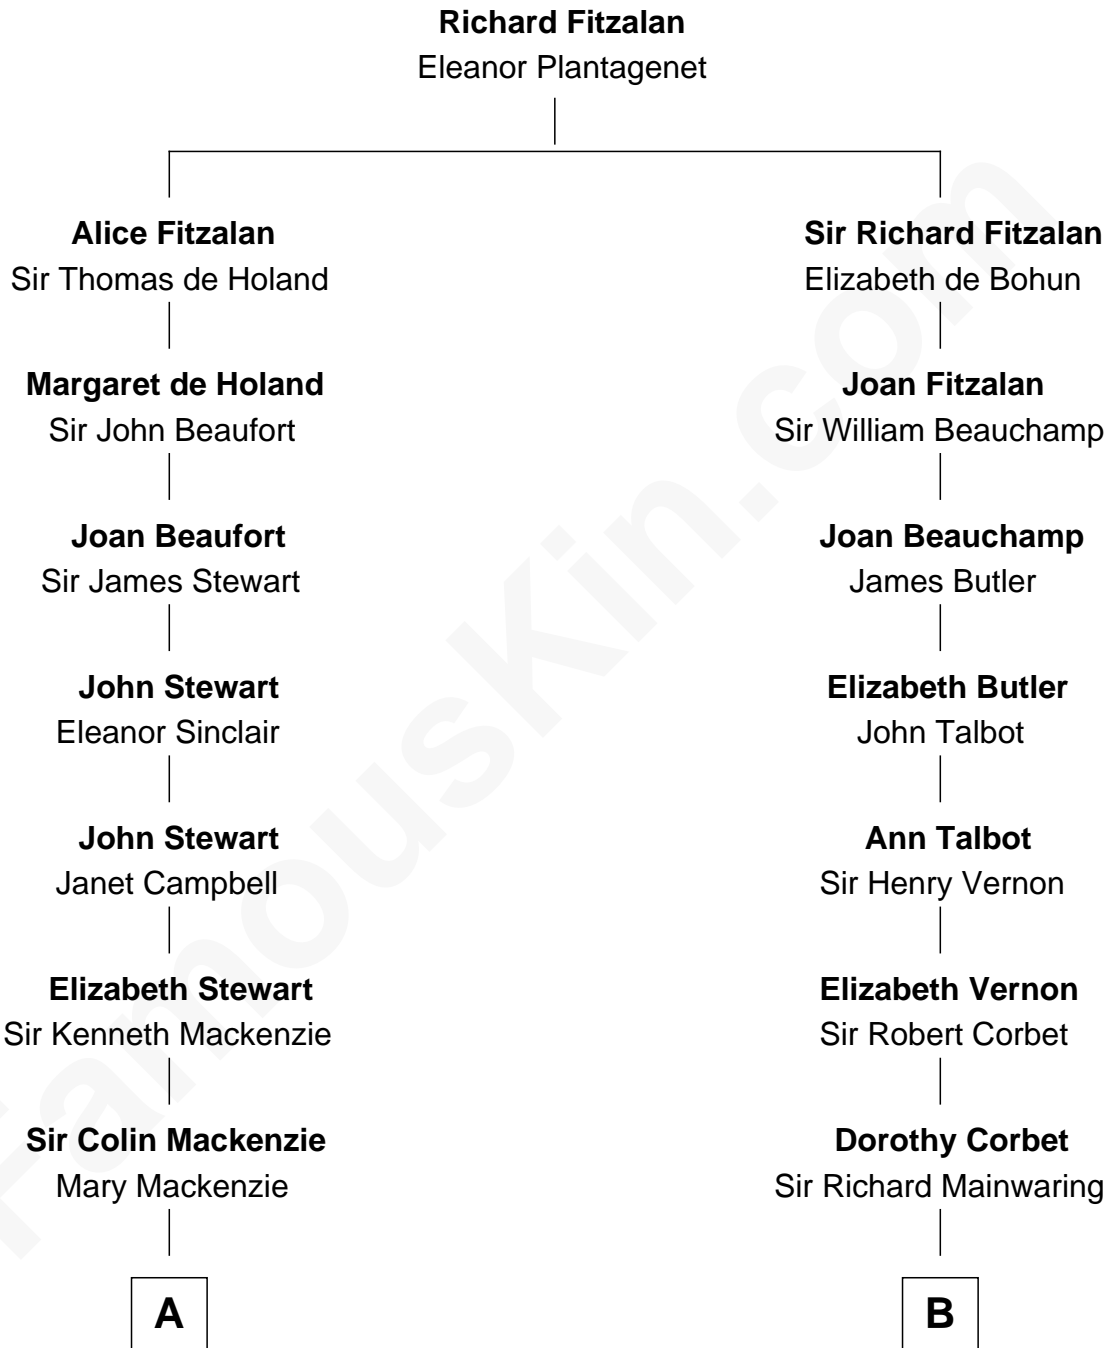 Richard Fitzalan
Eleanor Plantagenet
Alice Fitzalan
Sir Thomas de Holand
Sir Richard Fitzalan
Elizabeth de Bohun
Margaret de Holand
Sir John Beaufort
Joan Fitzalan
Sir William Beauchamp
Joan Beaufort
Sir James Stewart
Joan Beauchamp
James Butler
John Stewart
Eleanor Sinclair
Elizabeth Butler
John Talbot
John Stewart
Janet Campbell
Ann Talbot
Sir Henry Vernon
Elizabeth Stewart
Sir Kenneth Mackenzie
Elizabeth Vernon
Sir Robert Corbet
Sir Colin Mackenzie
Mary Mackenzie
Dorothy Corbet
Sir Richard Mainwaring
A
B
FamousKin.com